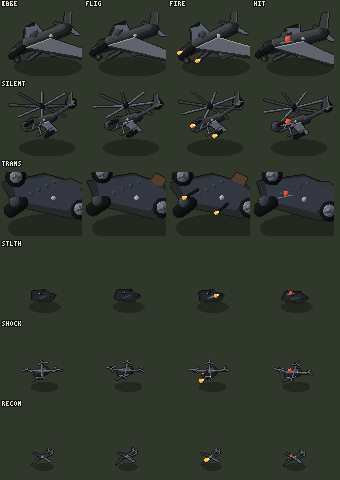 FLIG
FIRE
HIT
SILENT
TRANS
STLTH
SHOCK
RECON